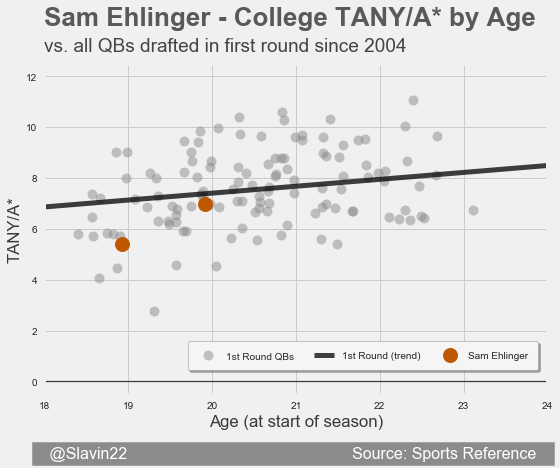 Sam Ehlinger - College TANY/A* by Age
vs. all QBs drafted in first round since 2004
12
10
8
6
4
2
0
TANY/A*
1st Round QBs 1st Round (trend) Sam Ehlinger
18 19 20 21 22 23 24
Age (at start of season)
@Slavin22 Source: Sports Reference